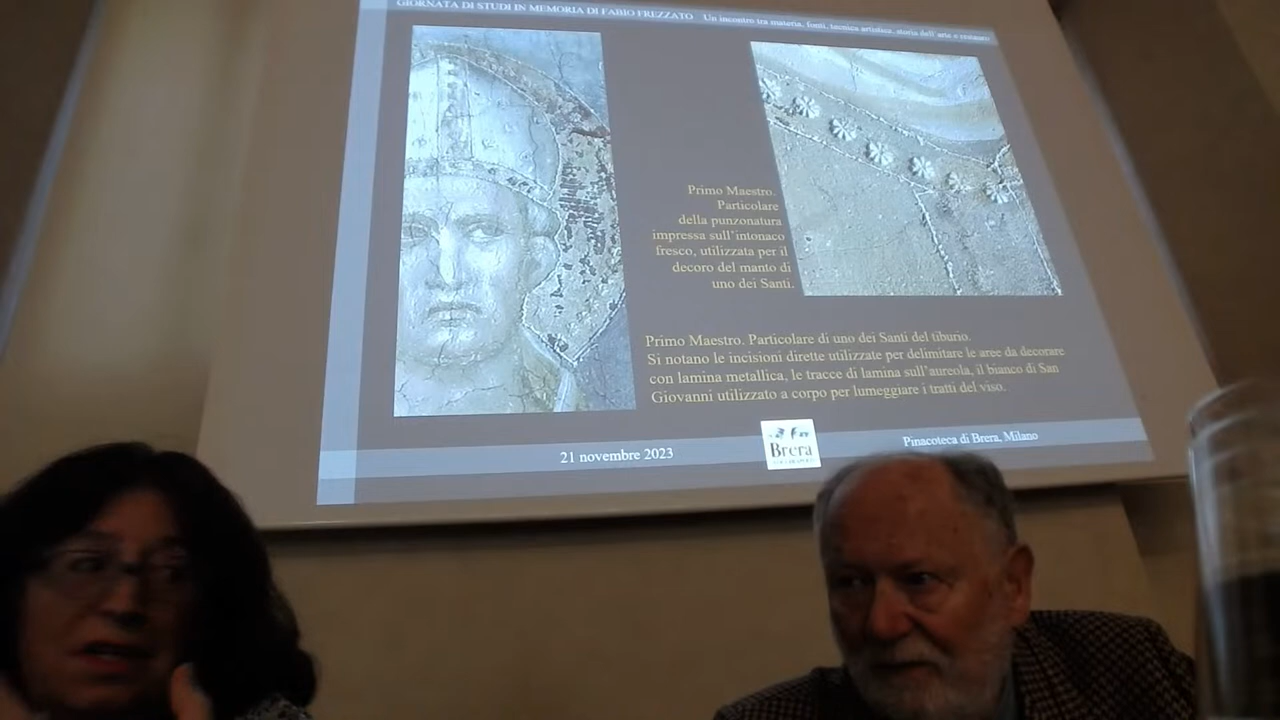 GIORNATA DI STUDI IN MEMORIA DI FABIO FREZZATO Un incontro tra materia, fonti, tecnica artistica, storia dell'arte e restauro
Primo Maestro.
Particolare
della punzonatura
impressa sull'intonaco
fresco, utilizzata per il
decoro del manto di
uno dei Santi.
Primo Maestro. Particolare di uno dei Santi del tiburio.
Si notano le incisioni dirette utilizzate per delimitare le aree da decorare
con lamina metallica, le tracce di lamina sull'aureola, il bianco di San
Giovanni utilizzato a corpo per lumeggiare i tratti del viso.
21 novembre 2023
Brera
Pinacoteca di Brera, Milano